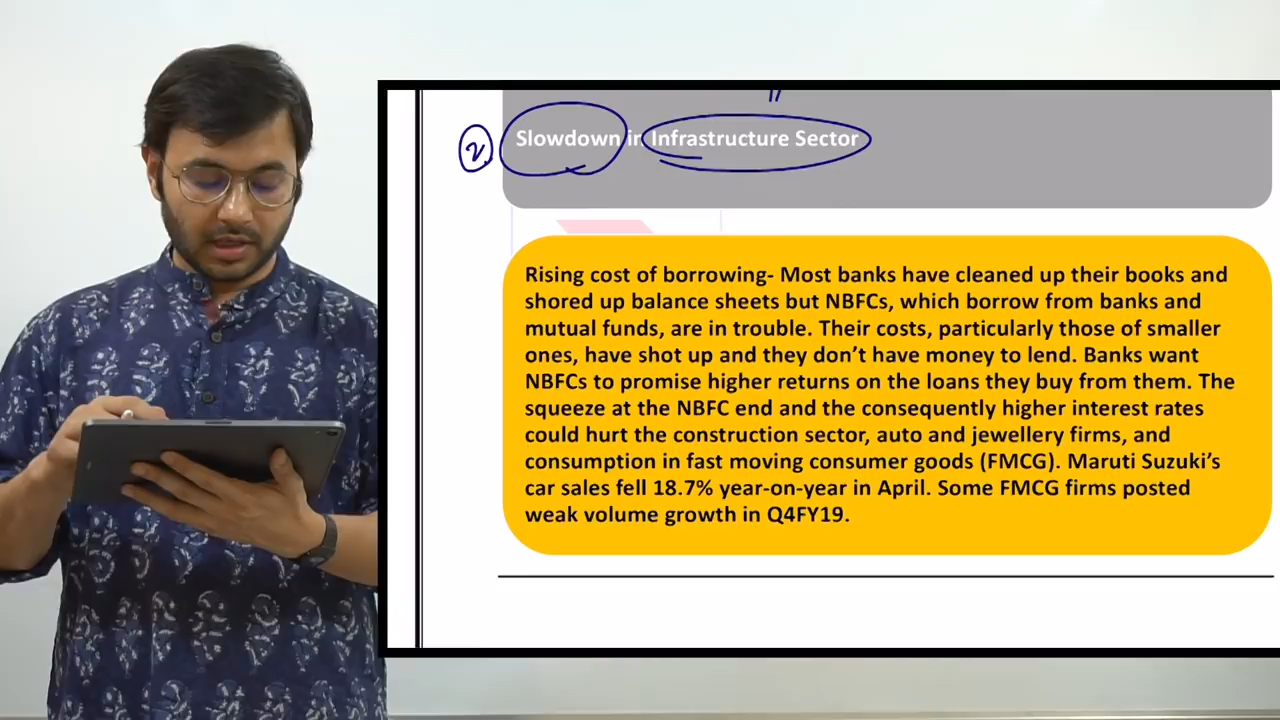 2 Slowdown in Infrastructure Sector
Rising cost of borrowing- Most banks have cleaned up their books and
shored up balance sheets but NBFCs, which borrow from banks and
mutual funds, are in trouble. Their costs, particularly those of smaller
ones, have shot up and they don’t have money to lend. Banks want
NBFCs to promise higher returns on the loans they buy from them. The
squeeze at the NBFC end and the consequently higher interest rates
could hurt the construction sector, auto and jewellery firms, and
consumption in fast moving consumer goods (FMCG). Maruti Suzuki’s
car sales fell 18.7% year-on-year in April. Some FMCG firms posted
weak volume growth in Q4FY19.